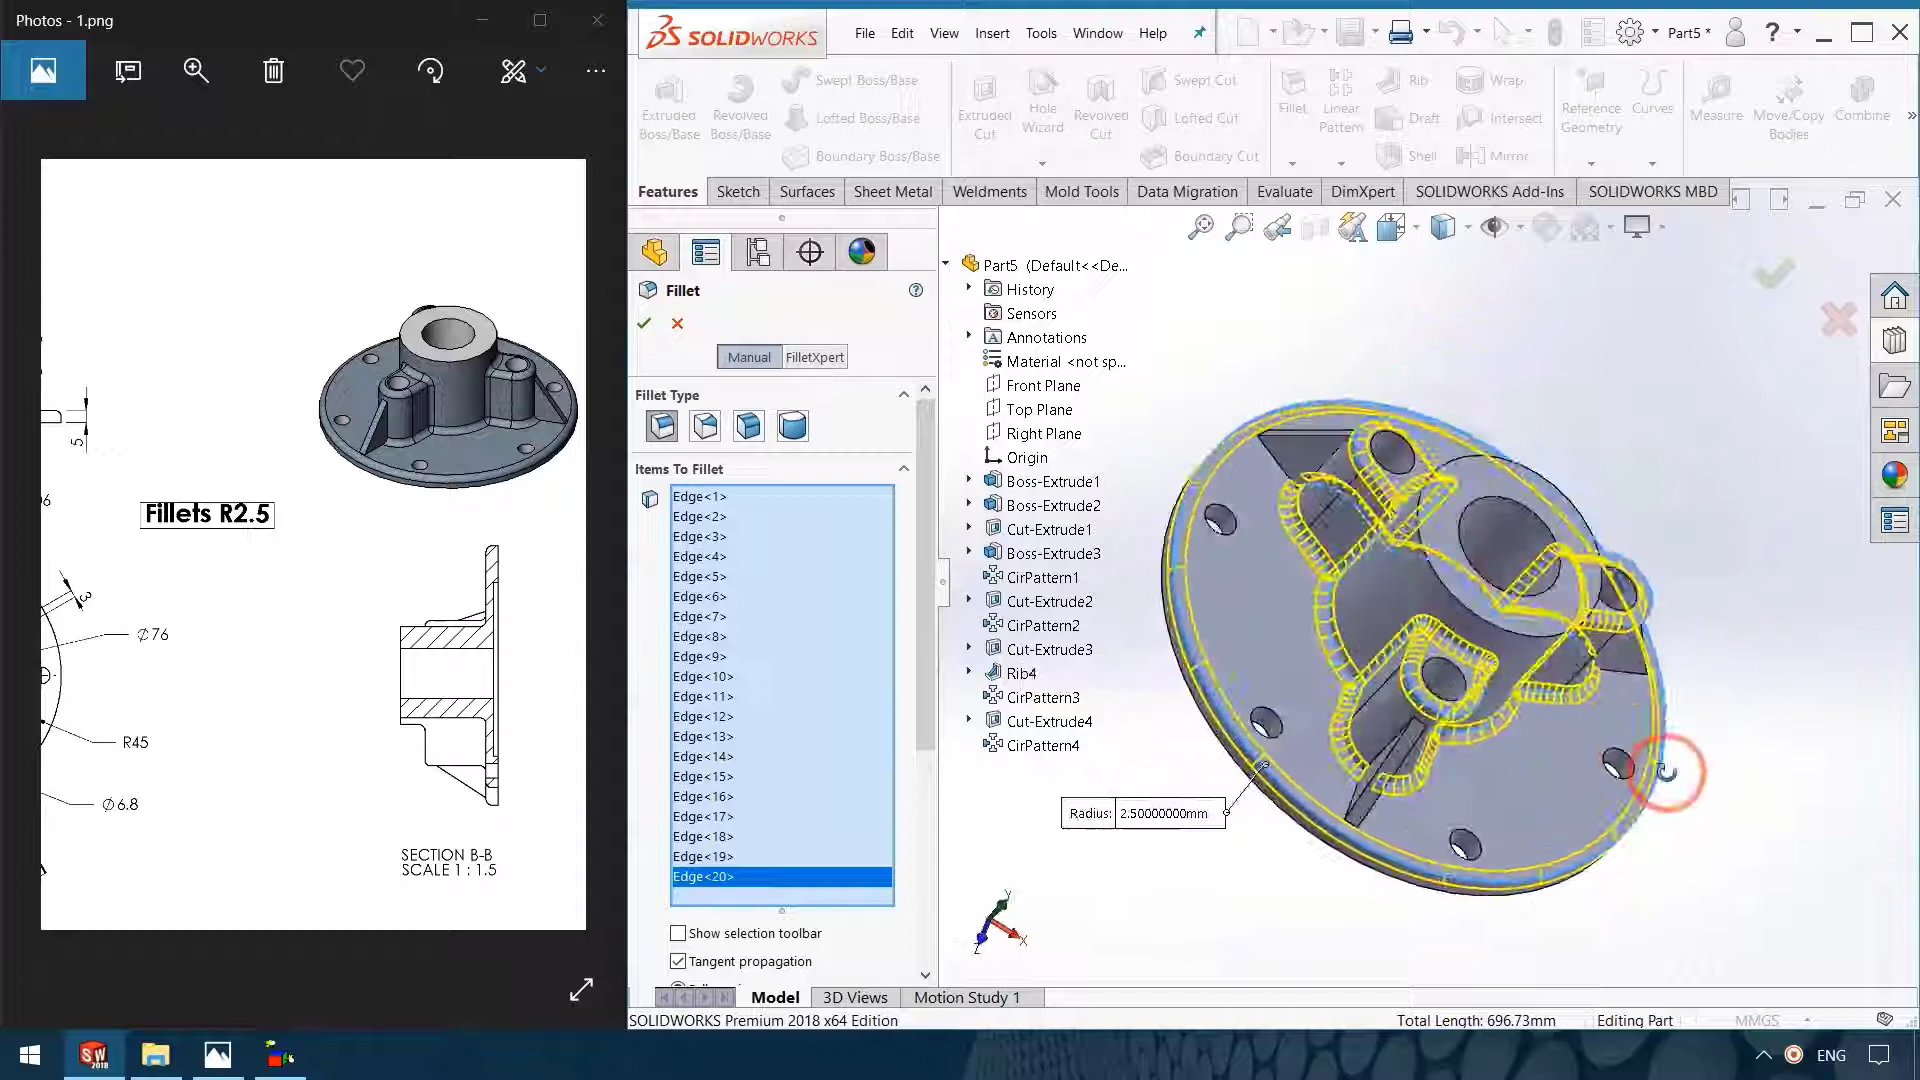 Photos - 1.png
5
6
Fillets R2.5
3
∅76
R45
∅6.8
SECTION B-B
SCALE 1 : 1.5
SOLIDWORKS
File Edit View Insert Tools Window Help
Part5 *
?
Extruded Boss/Base
Revolved Boss/Base
Swept Boss/Base
Lofted Boss/Base
Boundary Boss/Base
Extruded Cut
Hole Wizard
Revolved Cut
Swept Cut
Lofted Cut
Boundary Cut
Fillet
Linear Pattern
Rib
Draft
Shell
Wrap
Intersect
Mirror
Reference Geometry
Curves
Measure
Move/Copy Bodies
Combine
»
Features Sketch Surfaces Sheet Metal Weldments Mold Tools Data Migration Evaluate DimXpert SOLIDWORKS Add-Ins SOLIDWORKS MBD
Fillet
Manual FilletXpert
Fillet Type
Items To Fillet
Edge<1>
Edge<2>
Edge<3>
Edge<4>
Edge<5>
Edge<6>
Edge<7>
Edge<8>
Edge<9>
Edge<10>
Edge<11>
Edge<12>
Edge<13>
Edge<14>
Edge<15>
Edge<16>
Edge<17>
Edge<18>
Edge<19>
Edge<20>
Show selection toolbar
Tangent propagation
Part5 (Default<<De...
History
Sensors
Annotations
Material <not sp...
Front Plane
Top Plane
Right Plane
Origin
Boss-Extrude1
Boss-Extrude2
Cut-Extrude1
Boss-Extrude3
CirPattern1
Cut-Extrude2
CirPattern2
Cut-Extrude3
Rib4
CirPattern3
Cut-Extrude4
CirPattern4
Radius: 2.50000000mm
Y
X
Z
Model 3D Views Motion Study 1
SOLIDWORKS Premium 2018 x64 Edition
Total Length: 696.73mm Editing Part MMGS
SW 2018
ENG